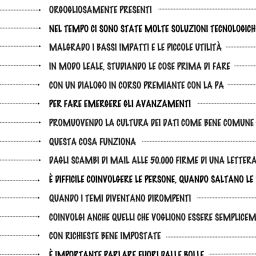 ORGOGLIOSAMENTE PRESENTI
NEL TEMPO CI SONO STATE MOLTE SOLUZIONI TECNOLOGICH
MALGRADO I BASSI IMPATTI E LE PICCOLE UTILITÀ
IN MODO LEALE, STUDIANDO LE COSE PRIMA DI FARE
CON UN DIALOGO IN CORSO PREMIANTE CON LA PA
PER FARE EMERGERE GLI AVANZAMENTI
PROMUOVENDO LA CULTURA DEI DATI COME BENE COMUNE
QUESTA COSA FUNZIONA
DAGLI SCAMBI DI MAIL ALLE 50.000 FIRME DI UNA LETTERA
È DIFFICILE COINVOLGERE LE PERSONE, QUANDO SALTANO LE
QUANDO I TEMI DIVENTANO DIROMPENTI
COINVOLGI ANCHE QUELLI CHE VOGLIONO ESSERE SEMPLICEM
CON RICHIESTE BENE IMPOSTATE
È IMPORTANTE PARLARE FUORI DALLE BOLLE